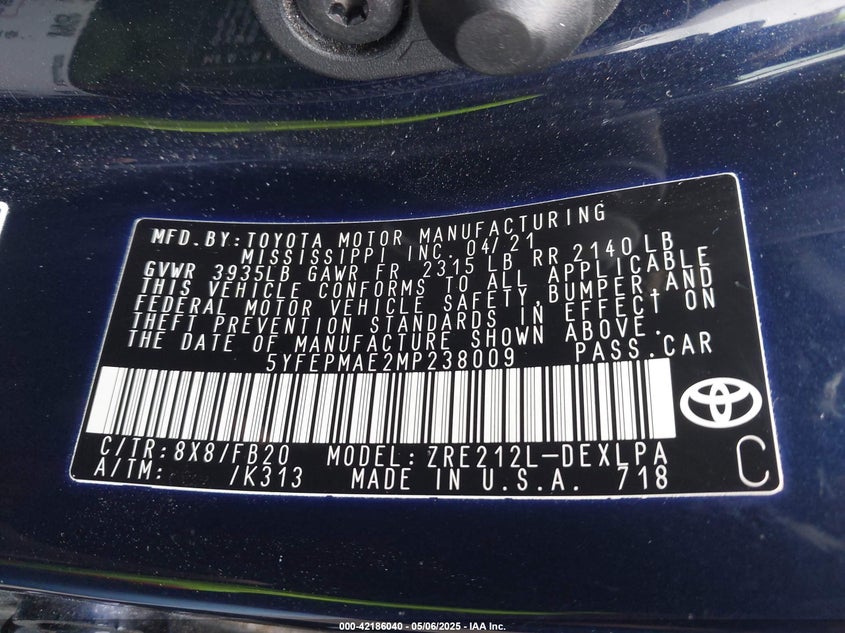 MFD.BY:TOYOTA MOTOR MANUFACTURING
MISSISSIPPI INC. 04/21
GVWR 3935LB GAWR FR 2315LB RR 2140LB
THIS VEHICLE CONFORMS TO ALL APPLICABLE
FEDERAL MOTOR VEHICLE SAFETY,BUMPER,AND
THEFT PREVENTION STANDARDS IN EFFECT ON
THE DATE OF MANUFACTURE SHOWN ABOVE.
5YFEPMAE2MP238009 PASS.CAR
C/TR:8X8/FB20 MODEL:ZRE212L-DEXLPA
A/TM: /K313 MADE IN U.S.A. 718
C
000-42186040 - 05/06/2025 - IAA Inc.